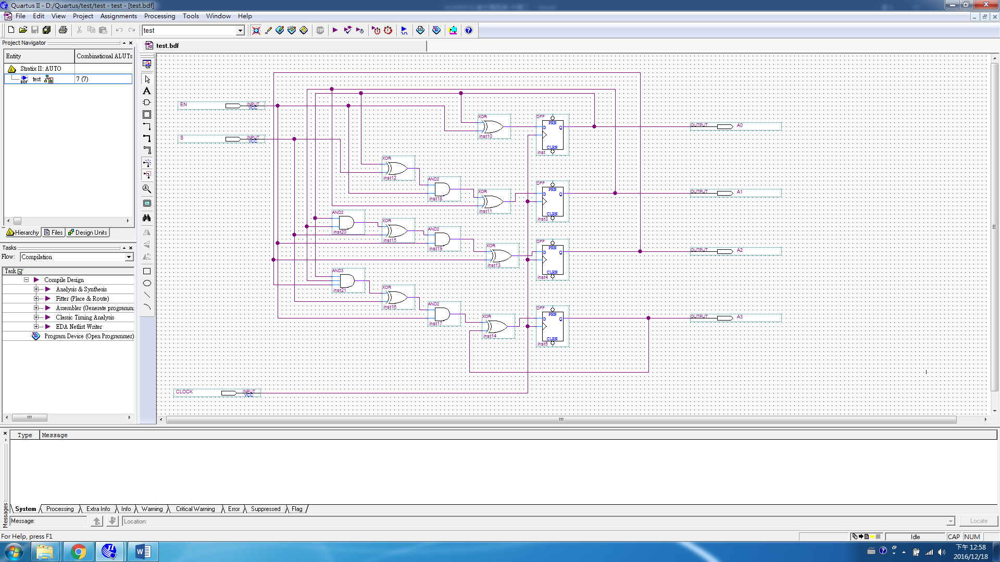 Quartus II - D:/Quartus/test/test - test - [test.bdf]
File Edit View Project Assignments Processing Tools Window Help
test
Project Navigator
test.bdf
Entity Combinational ALUTs
Stratix II: AUTO
test 7 (7)
Hierarchy Files Design Units
Tasks
Flow: Compilation
Task
Compile Design
Analysis & Synthesis
Fitter (Place & Route)
Assembler (Generate programm
Classic Timing Analysis
EDA Netlist Writer
Program Device (Open Programmer)
EN INPUT VCC
S INPUT VCC
CLOCK INPUT VCC
XOR inst10
DFF PRN D Q CLRN inst
OUTPUT A0
XOR inst12
AND2 inst18
XOR inst11
DFF PRN D Q CLRN inst3
OUTPUT A1
AND2 inst20
XOR inst15
AND2 inst19
XOR inst13
DFF PRN D Q CLRN inst4
OUTPUT A2
AND3 inst21
XOR inst16
AND2 inst17
XOR inst14
DFF PRN D Q CLRN inst5
OUTPUT A3
Type Message
System Processing Extra Info Info Warning Critical Warning Error Suppressed Flag
Messages
Message: Location: Locate
For Help, press F1
Idle CAP NUM
下午 12:58
2016/12/18